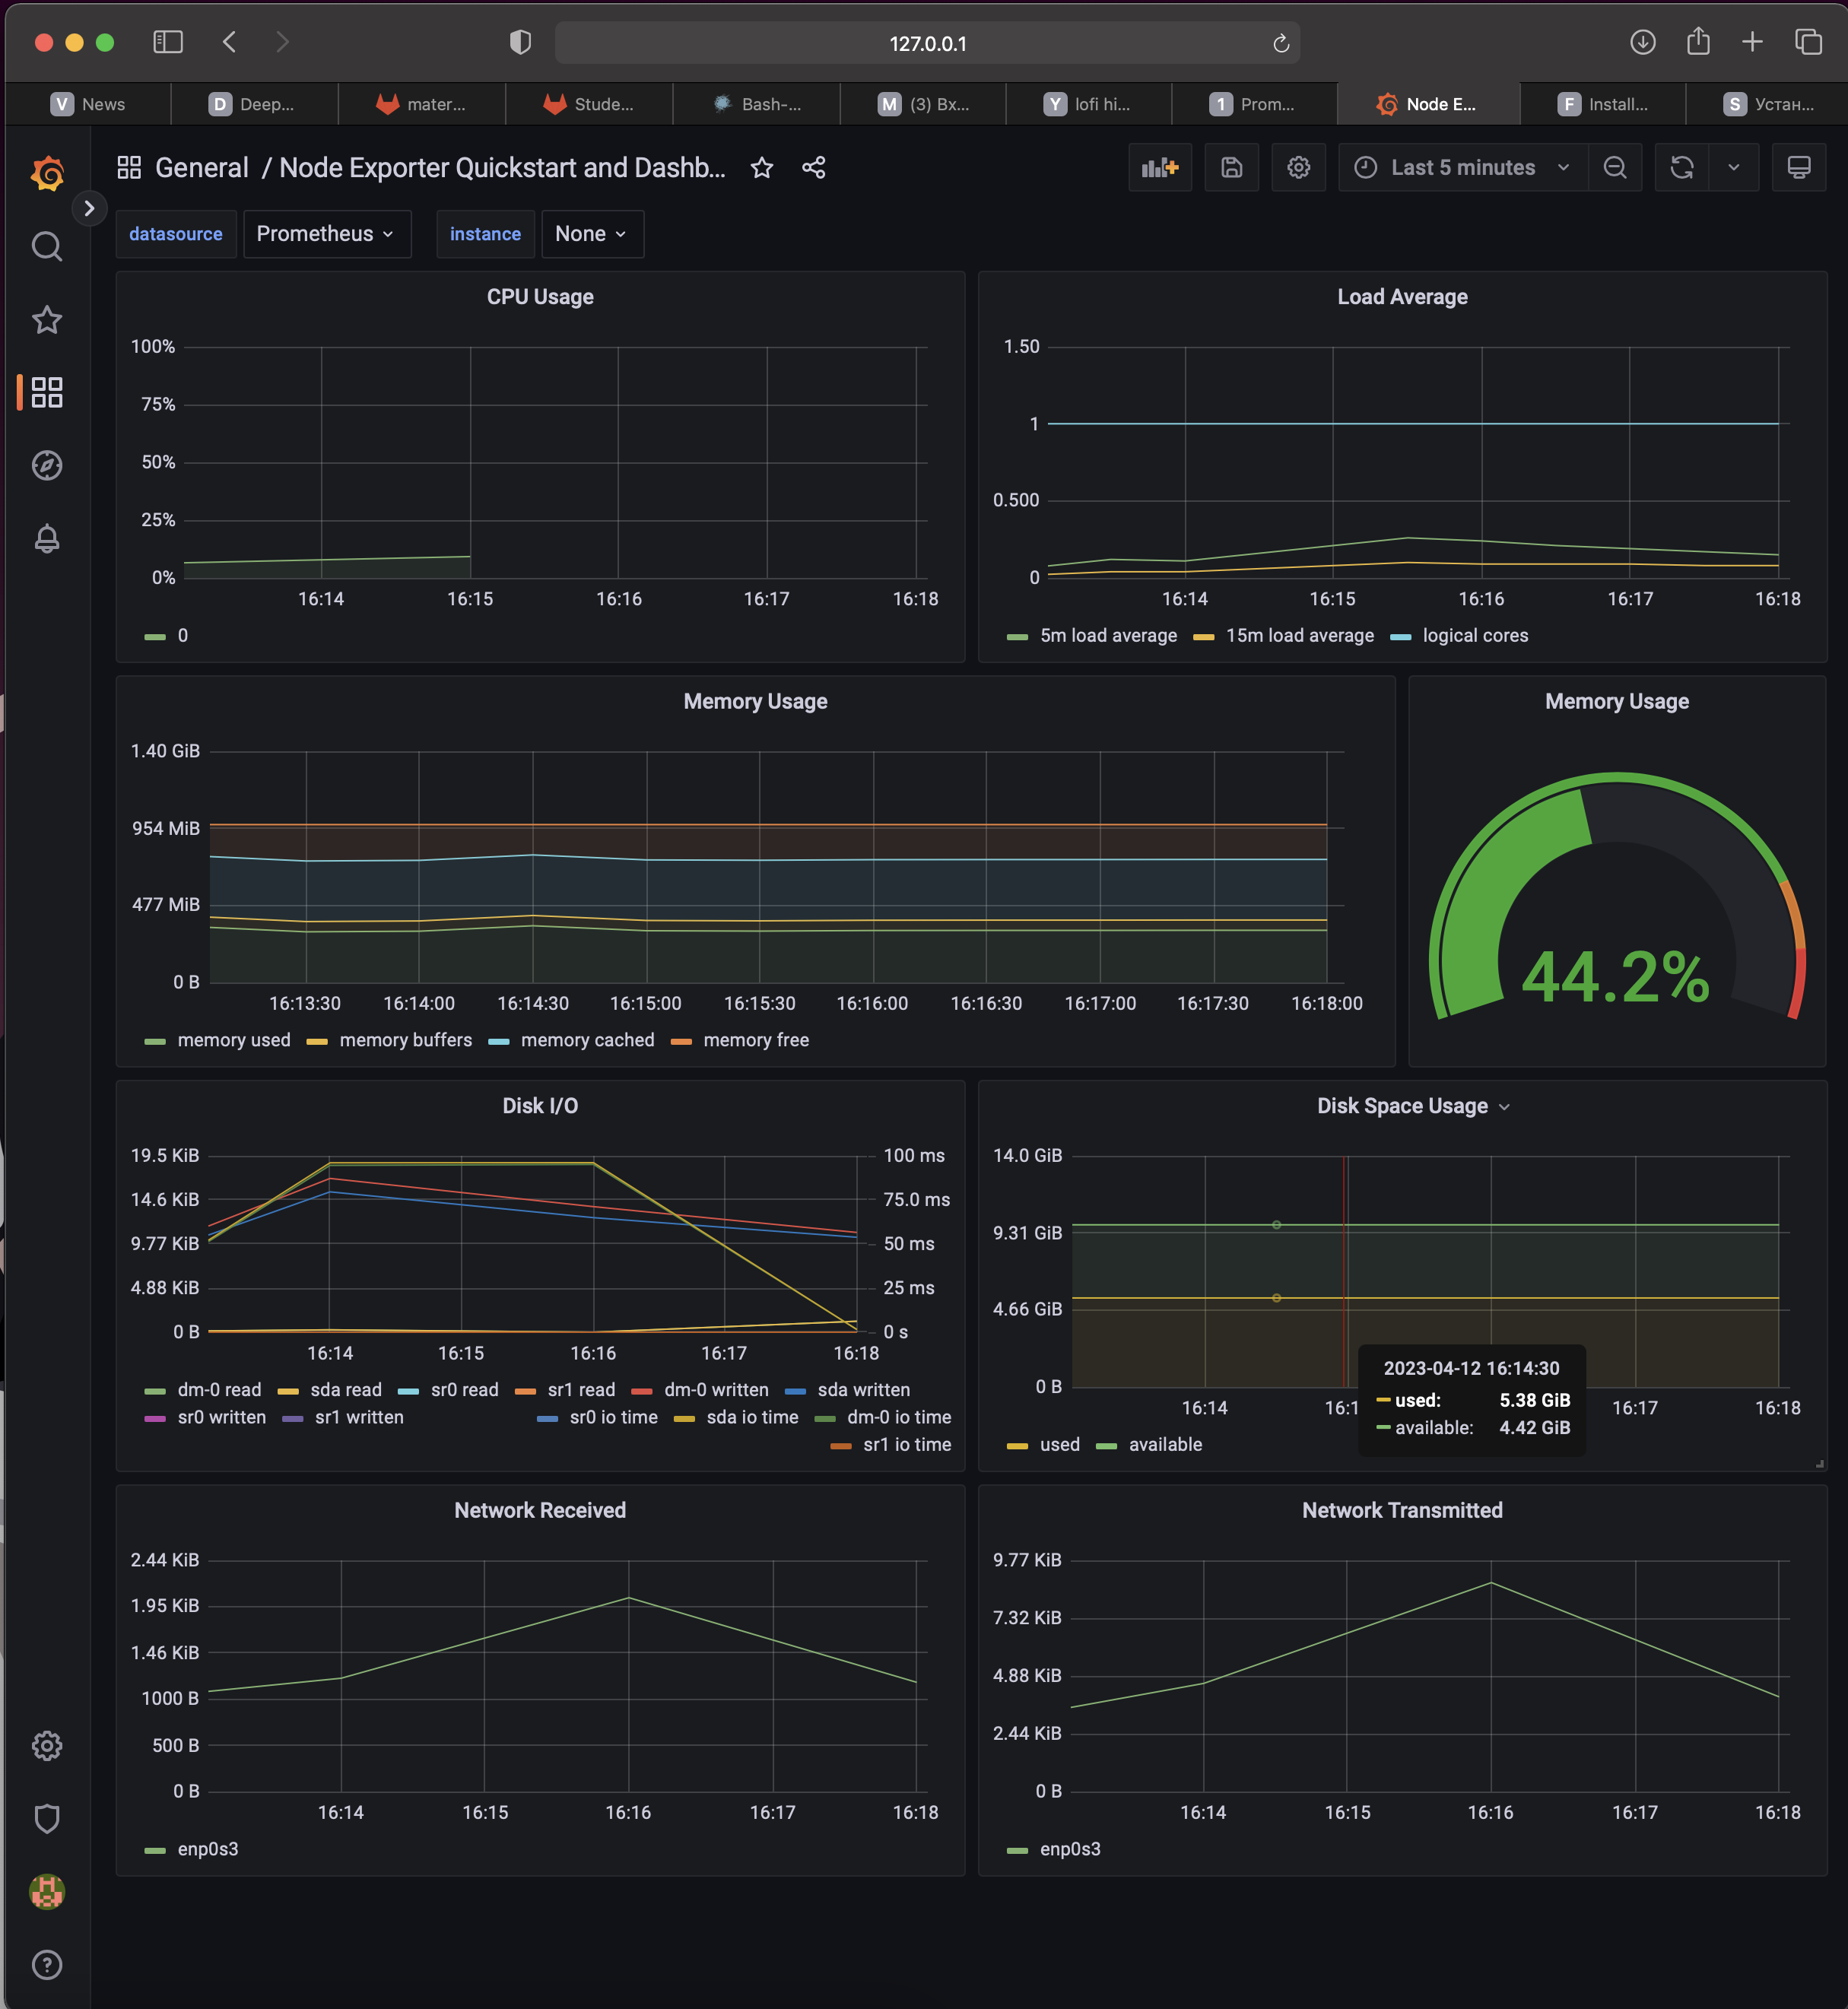 127.0.0.1
V News D Deep... mater... Stude... Bash-... M (3) Вх... Y lofi hi... 1 Prom... Node E... F Install... S Устан...
General / Node Exporter Quickstart and Dashb... Last 5 minutes
datasource Prometheus instance None
CPU Usage
100%
75%
50%
25%
0%
16:14 16:15 16:16 16:17 16:18
0
Load Average
1.50
1
0.500
0
16:14 16:15 16:16 16:17 16:18
5m load average 15m load average logical cores
Memory Usage
1.40 GiB
954 MiB
477 MiB
0 B
16:13:30 16:14:00 16:14:30 16:15:00 16:15:30 16:16:00 16:16:30 16:17:00 16:17:30 16:18:00
memory used memory buffers memory cached memory free
Memory Usage
44.2%
Disk I/O
19.5 KiB 100 ms
14.6 KiB 75.0 ms
9.77 KiB 50 ms
4.88 KiB 25 ms
0 B 0 s
16:14 16:15 16:16 16:17 16:18
dm-0 read sda read sr0 read sr1 read dm-0 written sda written
sr0 written sr1 written sr0 io time sda io time dm-0 io time
sr1 io time
Disk Space Usage
14.0 GiB
9.31 GiB
4.66 GiB
0 B
16:14 16:1 16:17 16:18
2023-04-12 16:14:30
used: 5.38 GiB
available: 4.42 GiB
used available
Network Received
2.44 KiB
1.95 KiB
1.46 KiB
1000 B
500 B
0 B
16:14 16:15 16:16 16:17 16:18
enp0s3
Network Transmitted
9.77 KiB
7.32 KiB
4.88 KiB
2.44 KiB
0 B
16:14 16:15 16:16 16:17 16:18
enp0s3